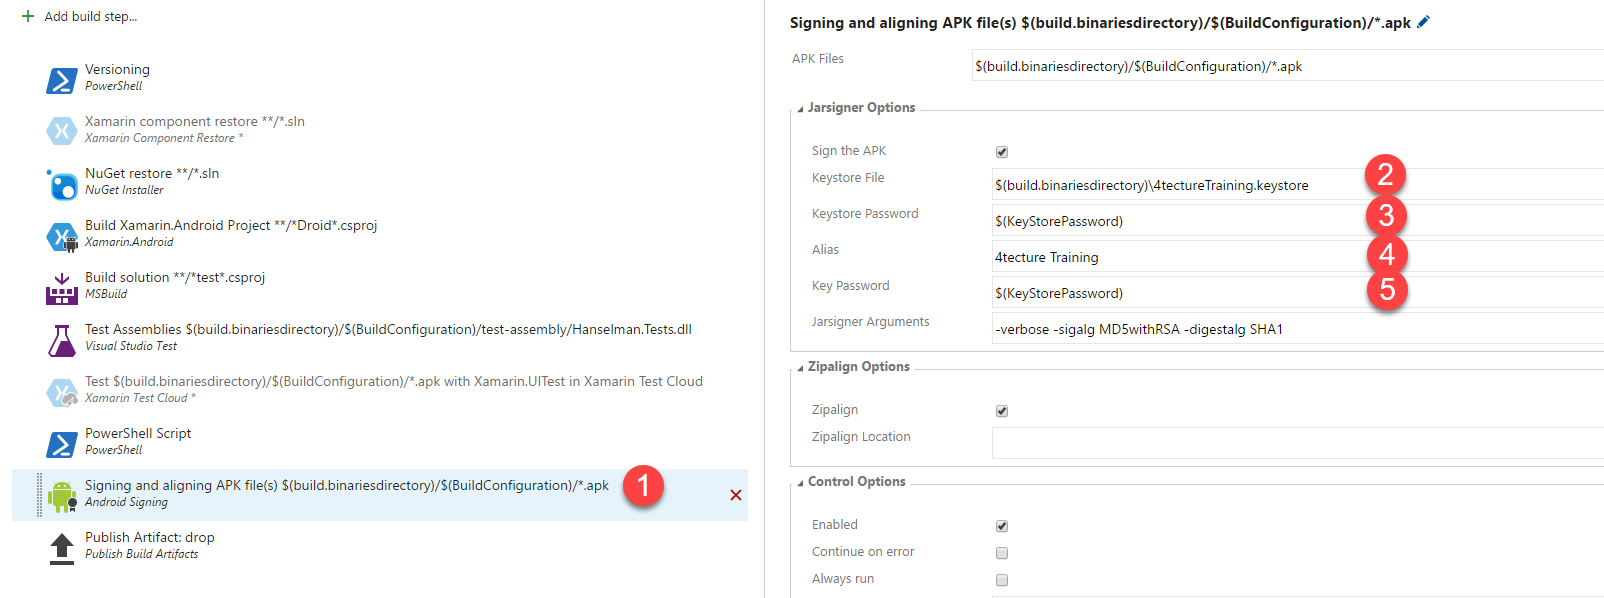 Add build step...
Versioning
PowerShell
Xamarin component restore **/*.sln
Xamarin Component Restore *
NuGet restore **/*.sln
NuGet Installer
Build Xamarin.Android Project **/*Droid*.csproj
Xamarin.Android
Build solution **/*test*.csproj
MSBuild
Test Assemblies $(build.binariesdirectory)/$(BuildConfiguration)/test-assembly/Hanselman.Tests.dll
Visual Studio Test
Test $(build.binariesdirectory)/$(BuildConfiguration)/*.apk with Xamarin.UITest in Xamarin Test Cloud
Xamarin Test Cloud *
PowerShell Script
PowerShell
Signing and aligning APK file(s) $(build.binariesdirectory)/$(BuildConfiguration)/*.apk 1
Android Signing
Publish Artifact: drop
Publish Build Artifacts
Signing and aligning APK file(s) $(build.binariesdirectory)/$(BuildConfiguration)/*.apk
APK Files $(build.binariesdirectory)/$(BuildConfiguration)/*.apk
Jarsigner Options
Sign the APK
Keystore File $(build.binariesdirectory)\4tectureTraining.keystore 2
Keystore Password $(KeyStorePassword) 3
Alias 4tecture Training 4
Key Password $(KeyStorePassword) 5
Jarsigner Arguments -verbose -sigalg MD5withRSA -digestalg SHA1
Zipalign Options
Zipalign
Zipalign Location
Control Options
Enabled
Continue on error
Always run